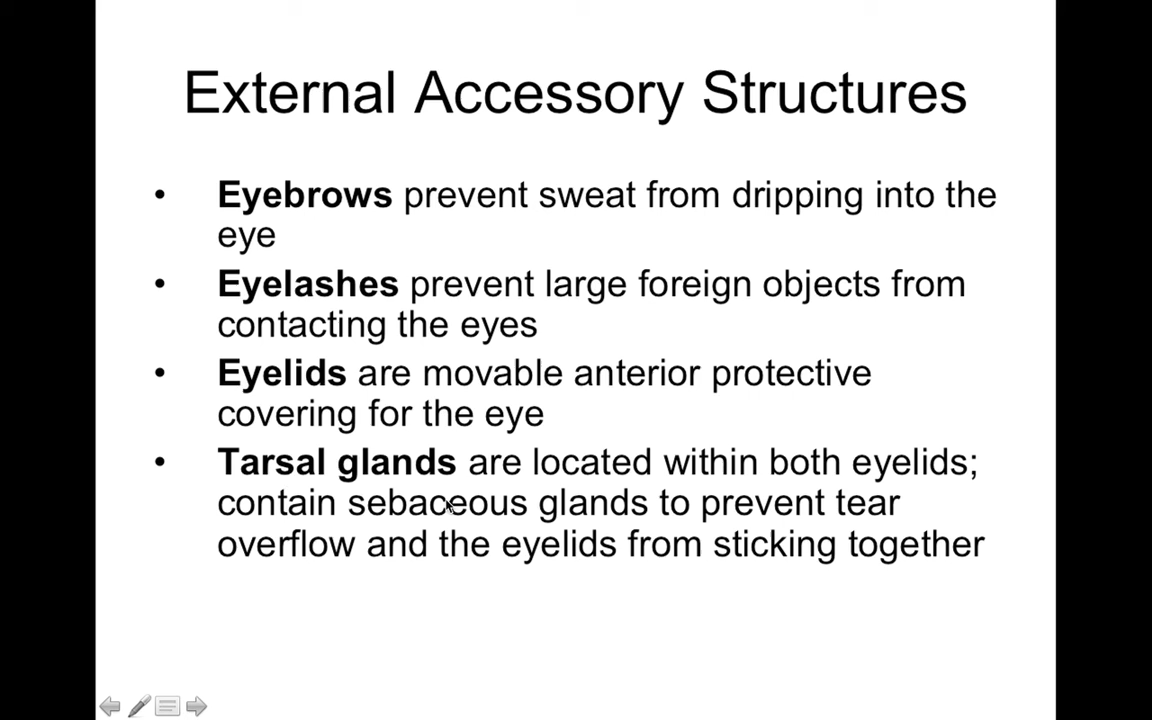 External Accessory Structures
• Eyebrows prevent sweat from dripping into the
eye
• Eyelashes prevent large foreign objects from
contacting the eyes
• Eyelids are movable anterior protective
covering for the eye
• Tarsal glands are located within both eyelids;
contain sebaceous glands to prevent tear
overflow and the eyelids from sticking together